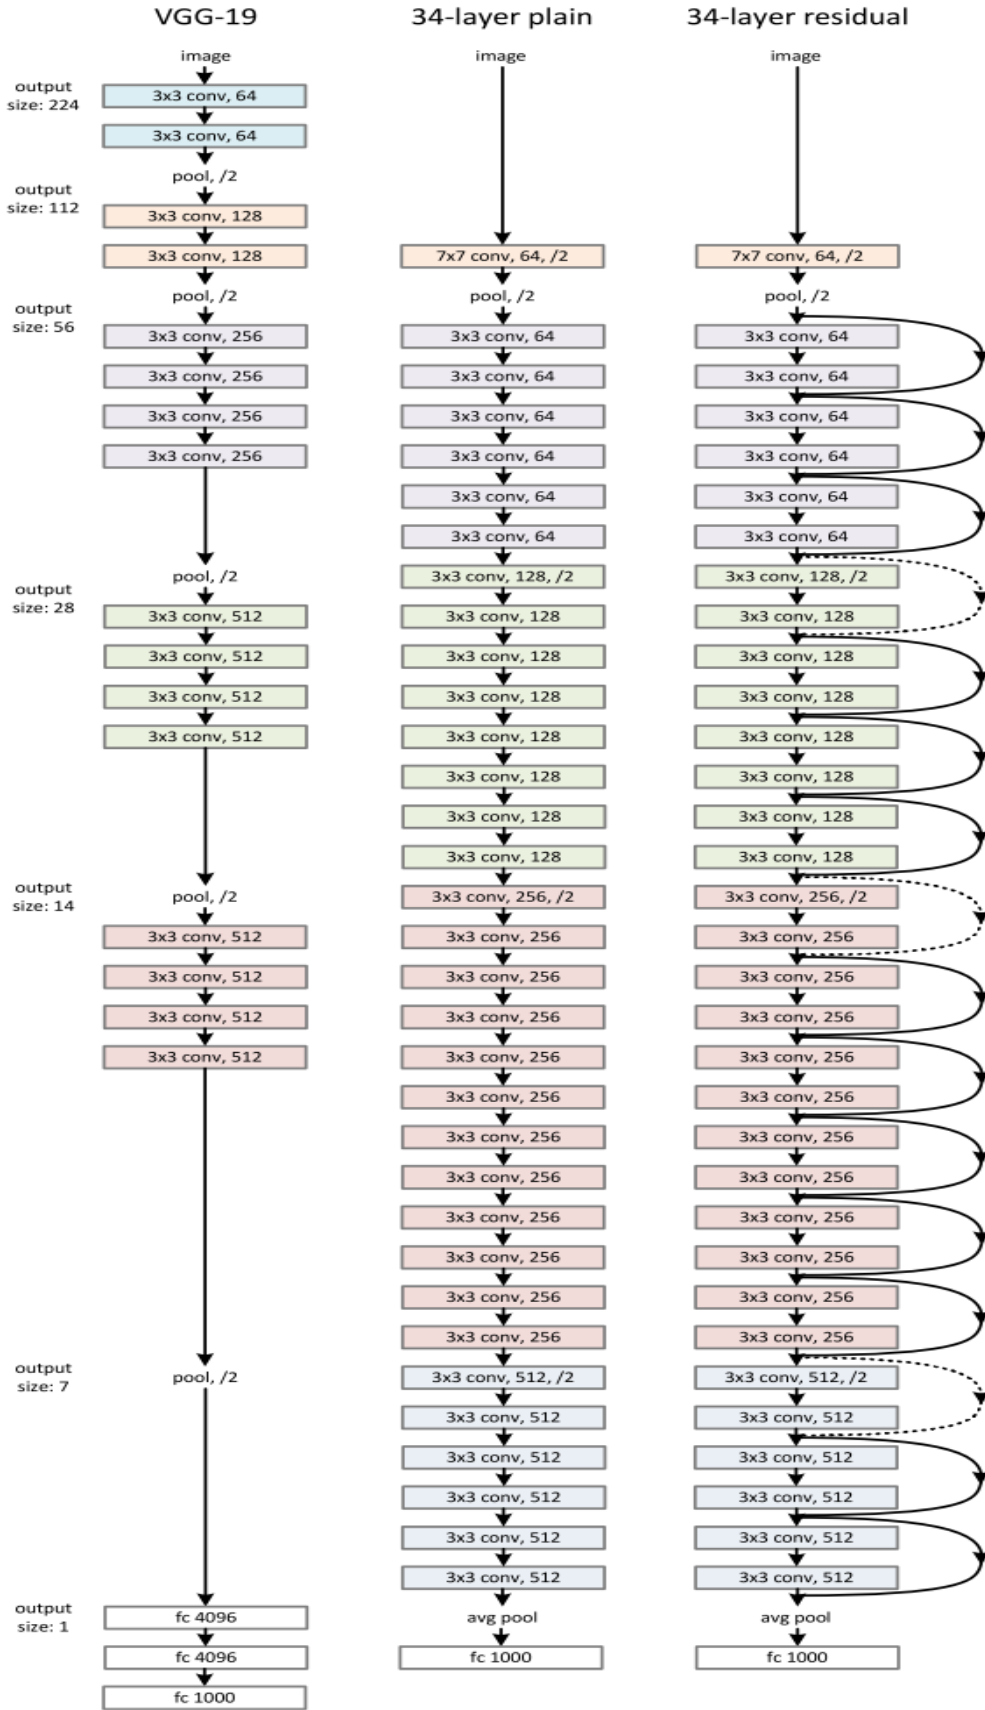 VGG-19
34-layer plain
34-layer residual
output
size: 224
output
size: 112
output
size: 56
output
size: 28
output
size: 14
output
size: 7
output
size: 1
image
3x3 conv, 64
3x3 conv, 64
pool, /2
3x3 conv, 128
3x3 conv, 128
pool, /2
3x3 conv, 256
3x3 conv, 256
3x3 conv, 256
3x3 conv, 256
pool, /2
3x3 conv, 512
3x3 conv, 512
3x3 conv, 512
3x3 conv, 512
pool, /2
3x3 conv, 512
3x3 conv, 512
3x3 conv, 512
3x3 conv, 512
pool, /2
fc 4096
fc 4096
fc 1000
image
7x7 conv, 64, /2
pool, /2
3x3 conv, 64
3x3 conv, 64
3x3 conv, 64
3x3 conv, 64
3x3 conv, 64
3x3 conv, 64
3x3 conv, 128, /2
3x3 conv, 128
3x3 conv, 128
3x3 conv, 128
3x3 conv, 128
3x3 conv, 128
3x3 conv, 128
3x3 conv, 128
3x3 conv, 256, /2
3x3 conv, 256
3x3 conv, 256
3x3 conv, 256
3x3 conv, 256
3x3 conv, 256
3x3 conv, 256
3x3 conv, 256
3x3 conv, 256
3x3 conv, 256
3x3 conv, 256
3x3 conv, 256
3x3 conv, 512, /2
3x3 conv, 512
3x3 conv, 512
3x3 conv, 512
3x3 conv, 512
3x3 conv, 512
avg pool
fc 1000
image
7x7 conv, 64, /2
pool, /2
3x3 conv, 64
3x3 conv, 64
3x3 conv, 64
3x3 conv, 64
3x3 conv, 64
3x3 conv, 64
3x3 conv, 128, /2
3x3 conv, 128
3x3 conv, 128
3x3 conv, 128
3x3 conv, 128
3x3 conv, 128
3x3 conv, 128
3x3 conv, 128
3x3 conv, 256, /2
3x3 conv, 256
3x3 conv, 256
3x3 conv, 256
3x3 conv, 256
3x3 conv, 256
3x3 conv, 256
3x3 conv, 256
3x3 conv, 256
3x3 conv, 256
3x3 conv, 256
3x3 conv, 256
3x3 conv, 512, /2
3x3 conv, 512
3x3 conv, 512
3x3 conv, 512
3x3 conv, 512
3x3 conv, 512
avg pool
fc 1000